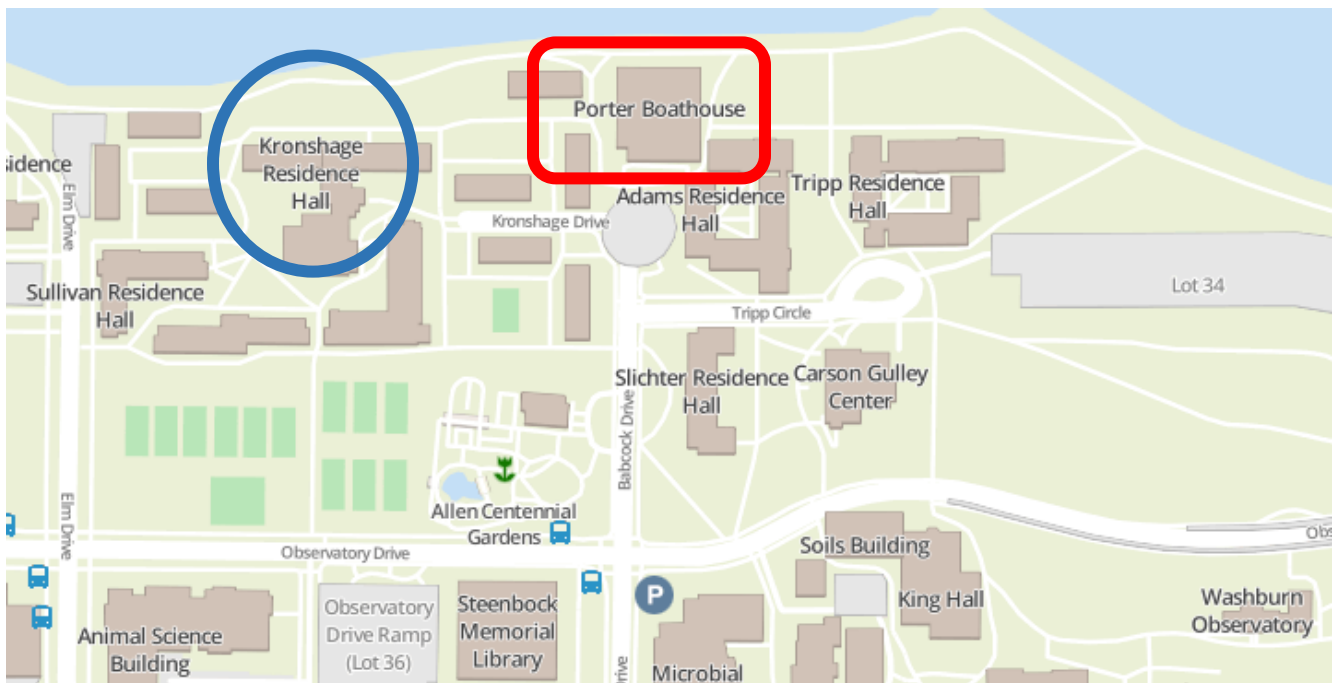 Porter Boathouse
Kronshage
Residence
Hall
sidence
Elm Drive
Tripp Residence
Hall
Adams Residence
Hall
Kronshage Drive
Sullivan Residence
Hall
Lot 34
Tripp Circle
Slichter Residence
Hall
Carson Gulley
Center
Babcock Drive
Allen Centennial
Gardens
Elm Drive
Observatory Drive
Obs
Soils Building
P
King Hall
Washburn
Observatory
Observatory
Drive Ramp
(Lot 36)
Steenbock
Memorial
Library
Animal Science
Building
Microbial
Drive